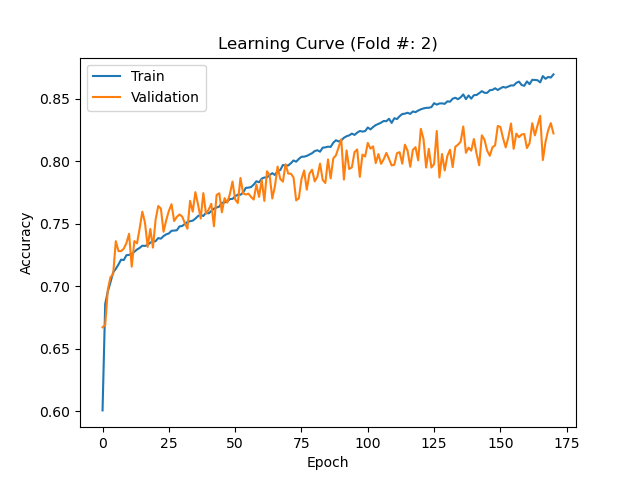 Learning Curve (Fold #: 2)
Train
Validation
0.85
0.80
0.75
0.70
0.65
0.60
Accuracy
0 25 50 75 100 125 150 175
Epoch